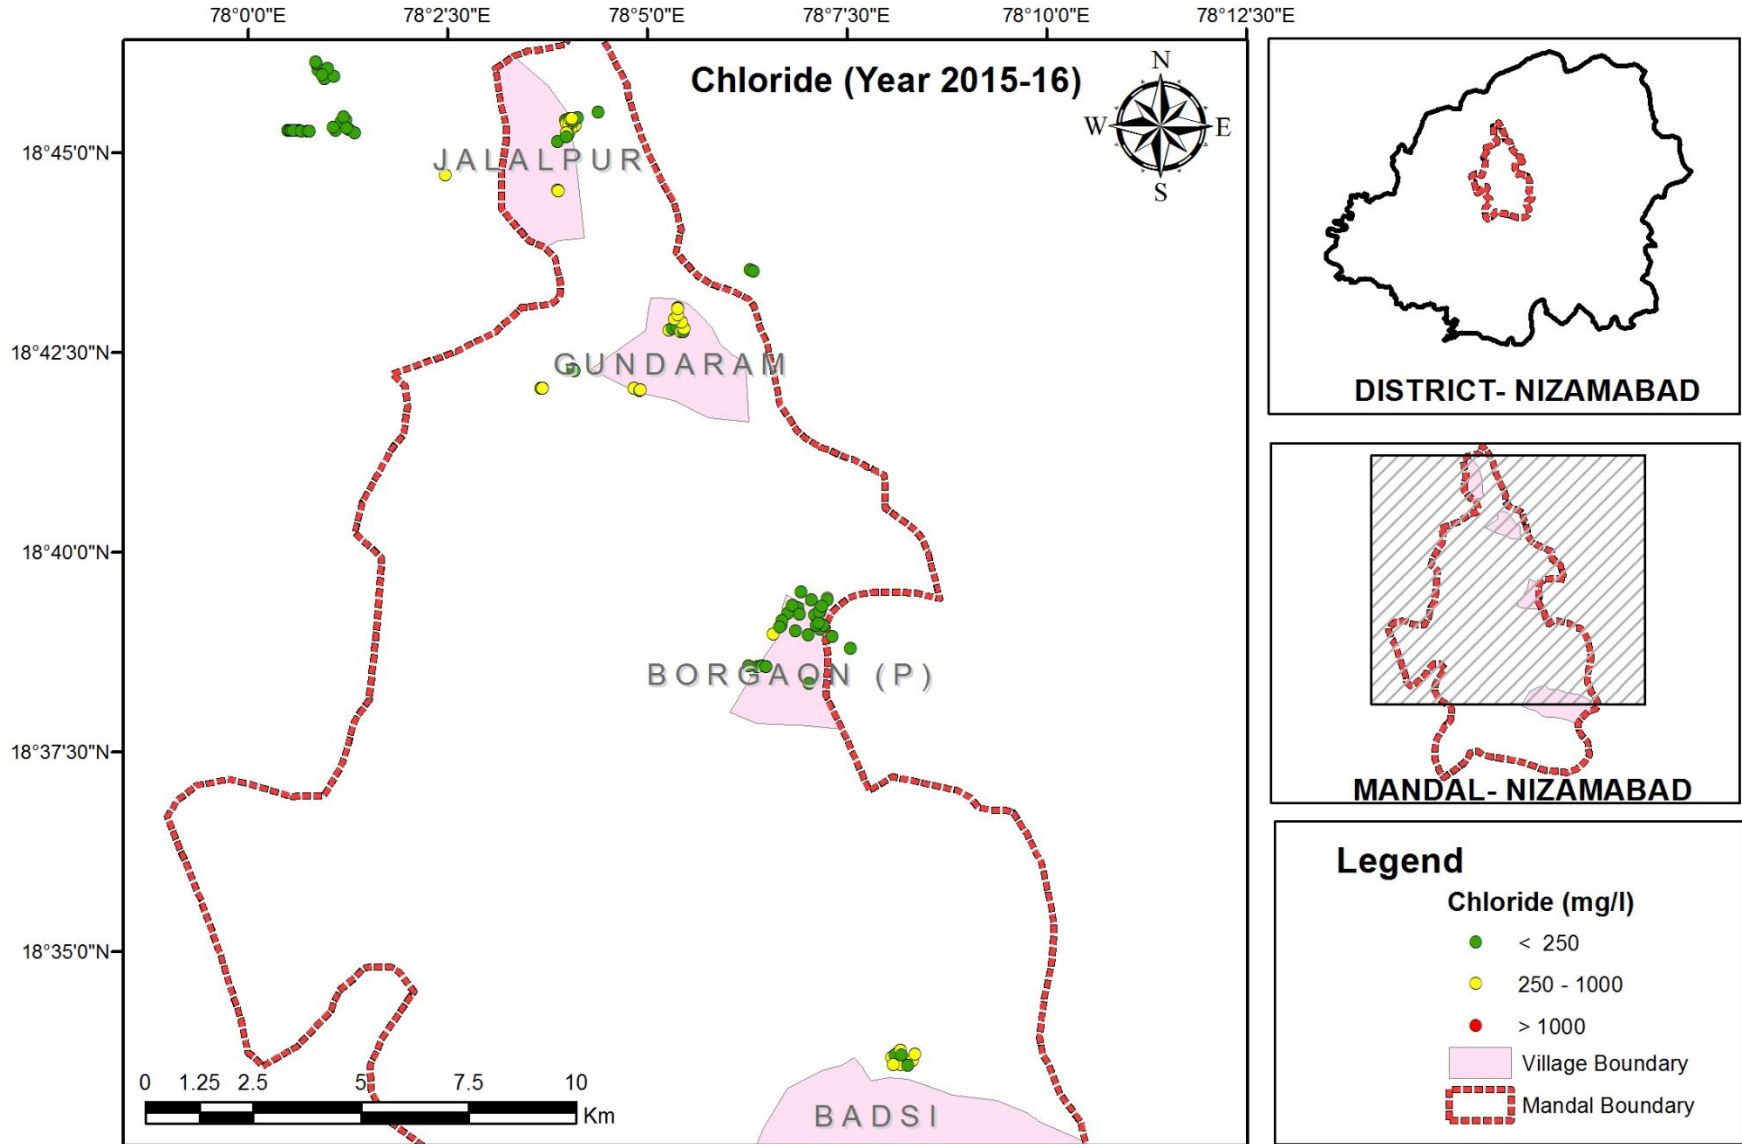 78°0'0"E 78°2'30"E 78°5'0"E 78°7'30"E 78°10'0"E 78°12'30"E
Chloride (Year 2015-16)
N
W E
S
18°45'0"N
18°42'30"N
18°40'0"N
18°37'30"N
18°35'0"N
JALALPUR
GUNDARAM
BORGAON (P)
BADSI
0 1.25 2.5 5 7.5 10
Km
DISTRICT- NIZAMABAD
MANDAL- NIZAMABAD
Legend
Chloride (mg/l)
< 250
250 - 1000
> 1000
Village Boundary
Mandal Boundary